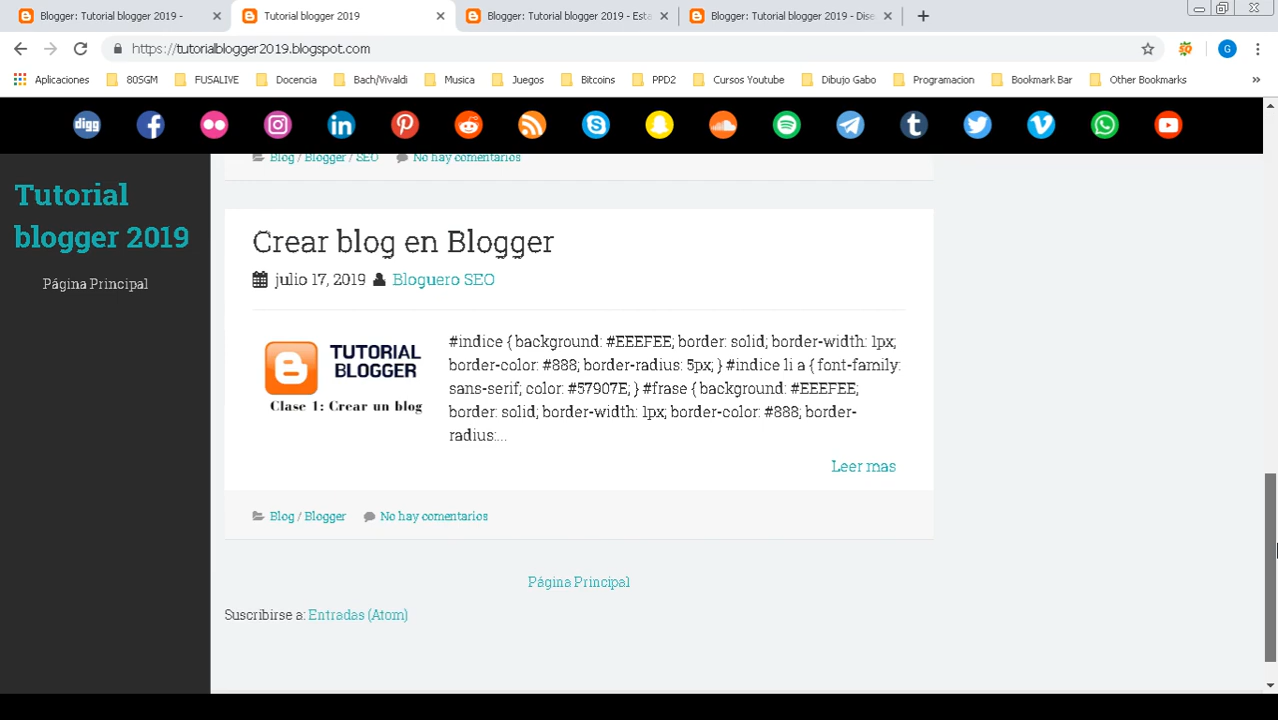 Blogger: Tutorial blogger 2019 -
Tutorial blogger 2019
Blogger: Tutorial blogger 2019 - Esta
Blogger: Tutorial blogger 2019 - Dise
https://tutorialblogger2019.blogspot.com
G
Aplicaciones
80SGM
FUSALIVE
Docencia
Bach/Vivaldi
Musica
Juegos
Bitcoins
PPD2
Cursos Youtube
Dibujo Gabo
Programacion
Bookmark Bar
Other Bookmarks
digg
Blog / Blogger / SEO
No hay comentarios
Tutorial
blogger 2019
Página Principal
Crear blog en Blogger
julio 17, 2019
Bloguero SEO
TUTORIAL
BLOGGER
Clase 1: Crear un blog
#indice { background: #EEEFEE; border: solid; border-width: 1px;
border-color: #888; border-radius: 5px; } #indice li a { font-family:
sans-serif; color: #57907E; } #frase { background: #EEEFEE;
border: solid; border-width: 1px; border-color: #888; border-
radius:...
Leer mas
Blog / Blogger
No hay comentarios
Página Principal
Suscribirse a: Entradas (Atom)